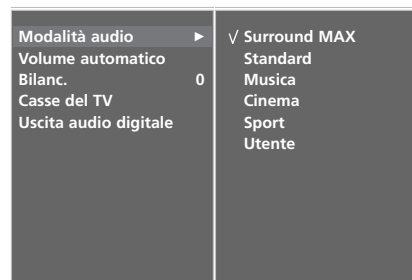 Modalità audio ►
Volume automatico
Bilanc. 0
Casse del TV
Uscita audio digitale
√ Surround MAX
Standard
Musica
Cinema
Sport
Utente